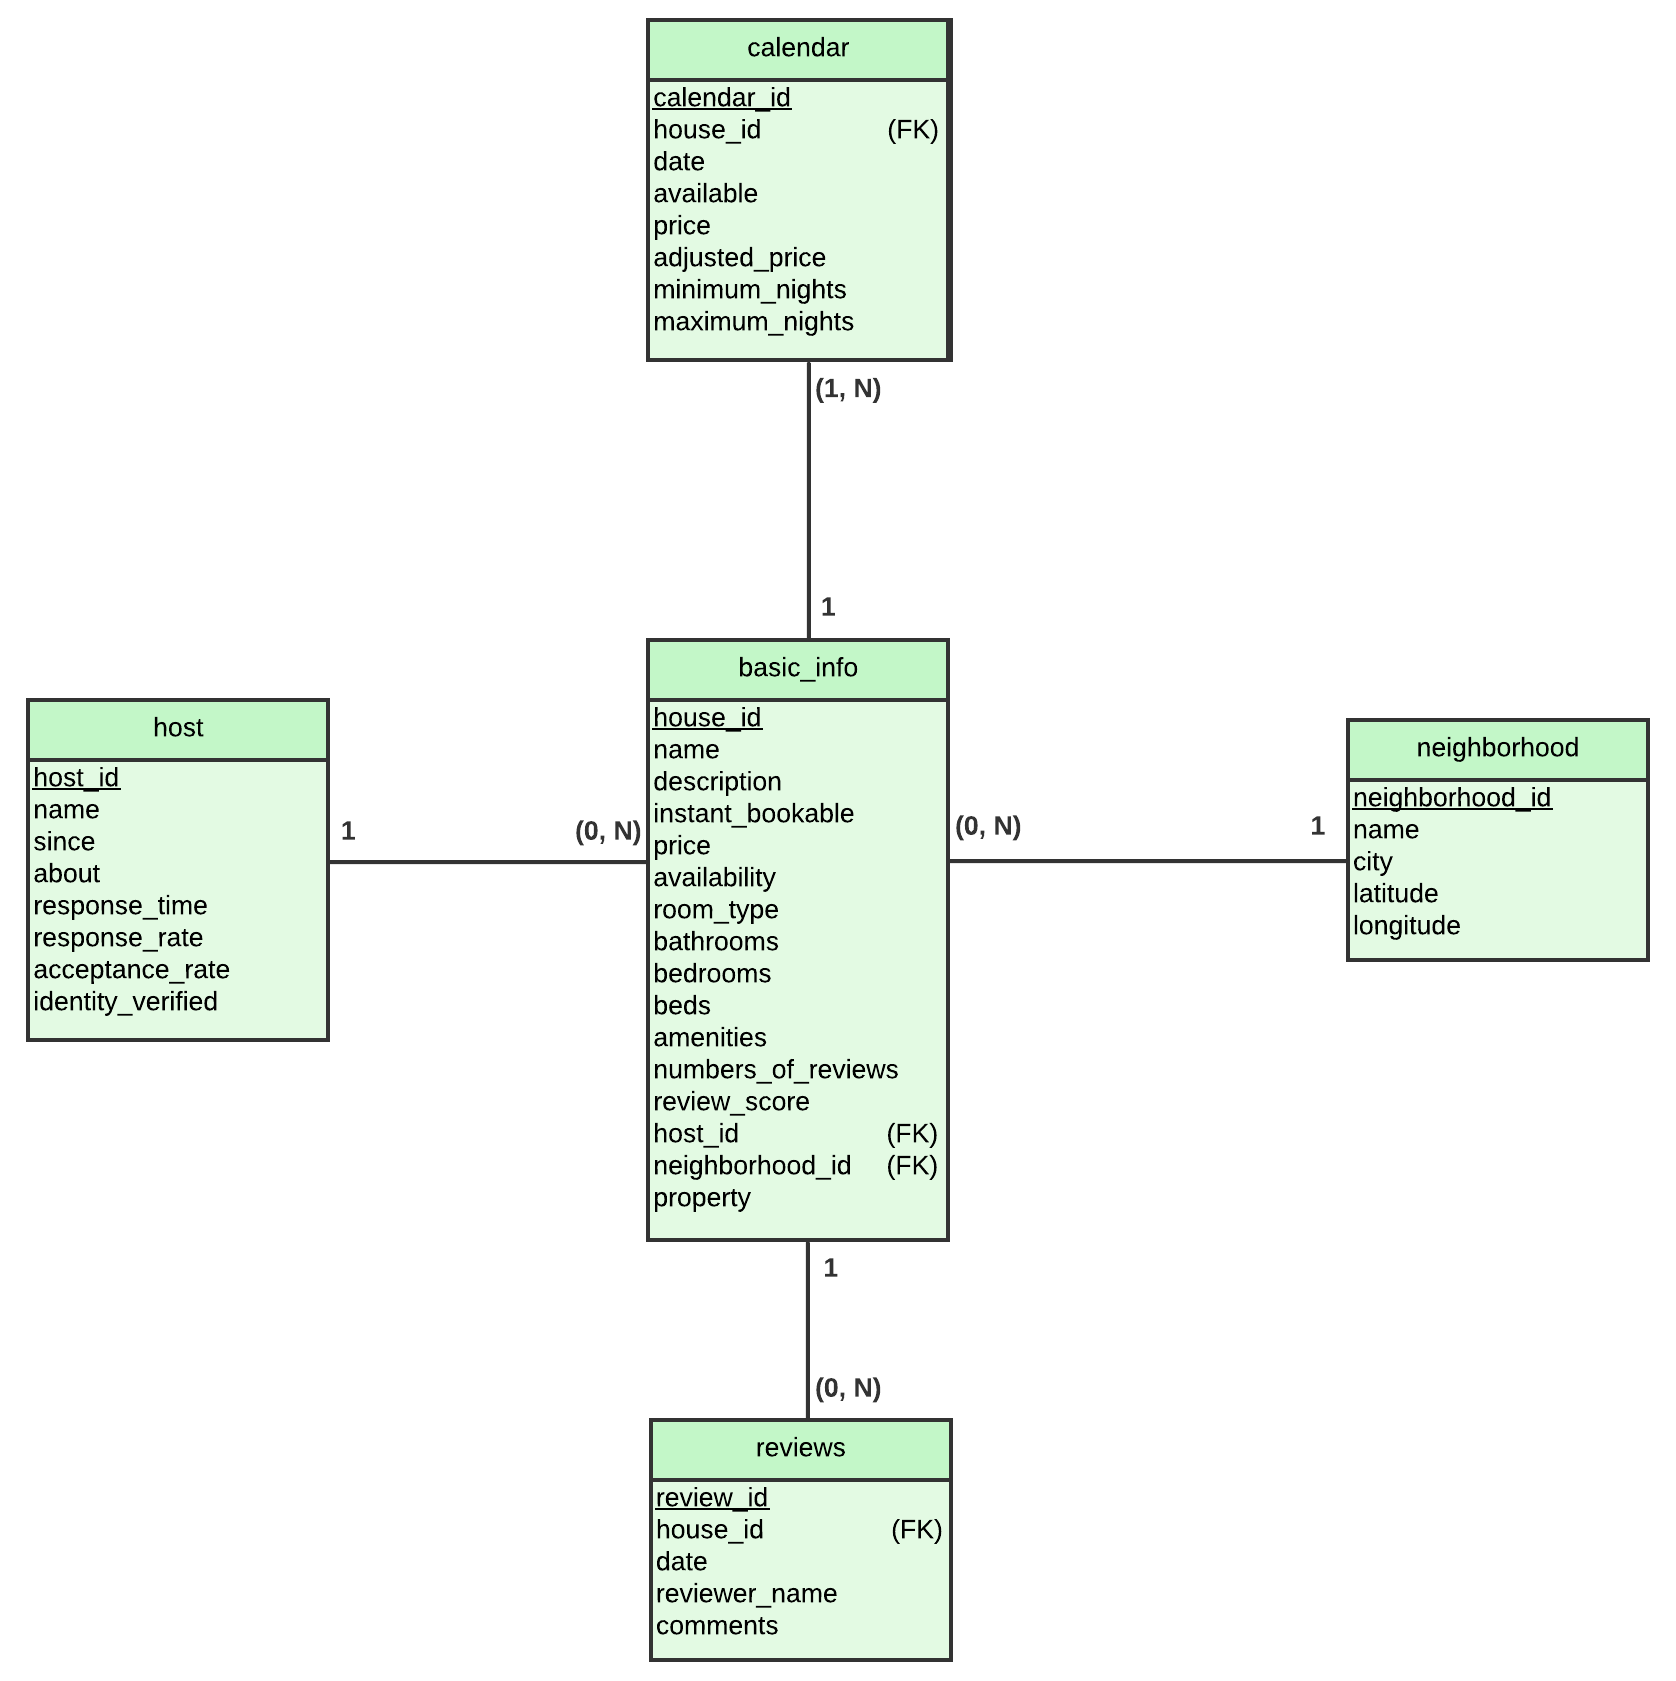 calendar
calendar_id
house_id (FK)
date
available
price
adjusted_price
minimum_nights
maximum_nights
(1, N)
1
host
host_id
name
since
about
response_time
response_rate
acceptance_rate
identity_verified
1
(0, N)
basic_info
house_id
name
description
instant_bookable
price
availability
room_type
bathrooms
bedrooms
beds
amenities
numbers_of_reviews
review_score
host_id (FK)
neighborhood_id (FK)
property
(0, N)
1
neighborhood
neighborhood_id
name
city
latitude
longitude
1
(0, N)
reviews
review_id
house_id (FK)
date
reviewer_name
comments